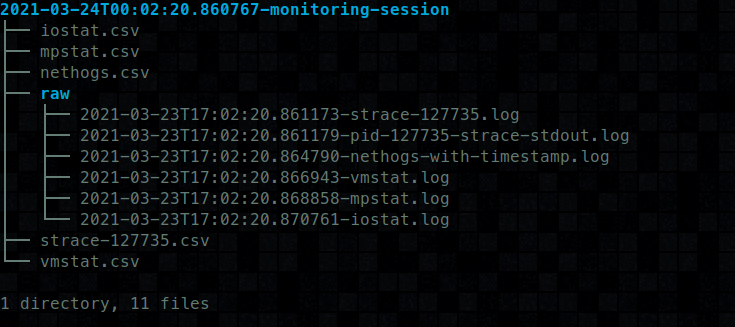 2021-03-24T00:02:20.860767-monitoring-session
├── iostat.csv
├── mpstat.csv
├── nethogs.csv
├── raw
│   ├── 2021-03-23T17:02:20.861173-strace-127735.log
│   ├── 2021-03-23T17:02:20.861179-pid-127735-strace-stdout.log
│   ├── 2021-03-23T17:02:20.864790-nethogs-with-timestamp.log
│   ├── 2021-03-23T17:02:20.866943-vmstat.log
│   ├── 2021-03-23T17:02:20.868858-mpstat.log
│   └── 2021-03-23T17:02:20.870761-iostat.log
├── strace-127735.csv
└── vmstat.csv
1 directory, 11 files